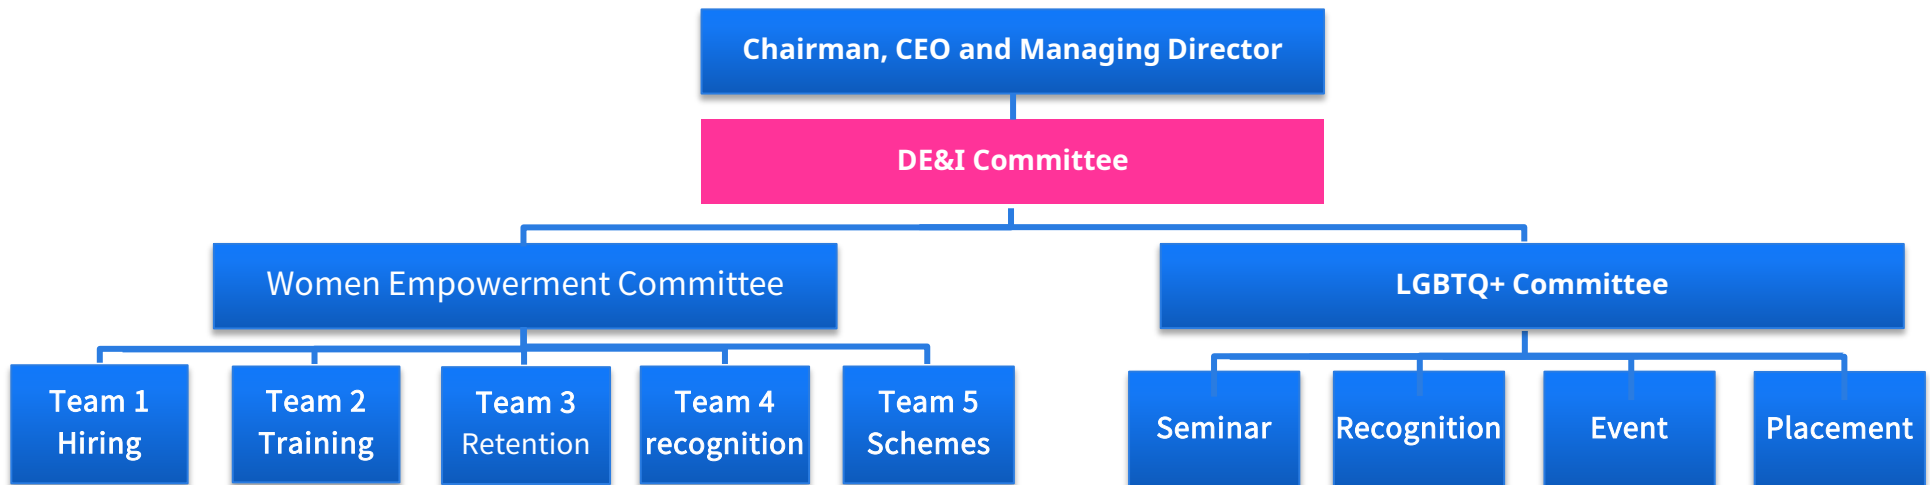 Chairman, CEO and Managing Director
DE&I Committee
Women Empowerment Committee
LGBTQ+ Committee
Team 1
Hiring
Team 2
Training
Team 3
Retention
Team 4
recognition
Team 5
Schemes
Seminar
Recognition
Event
Placement